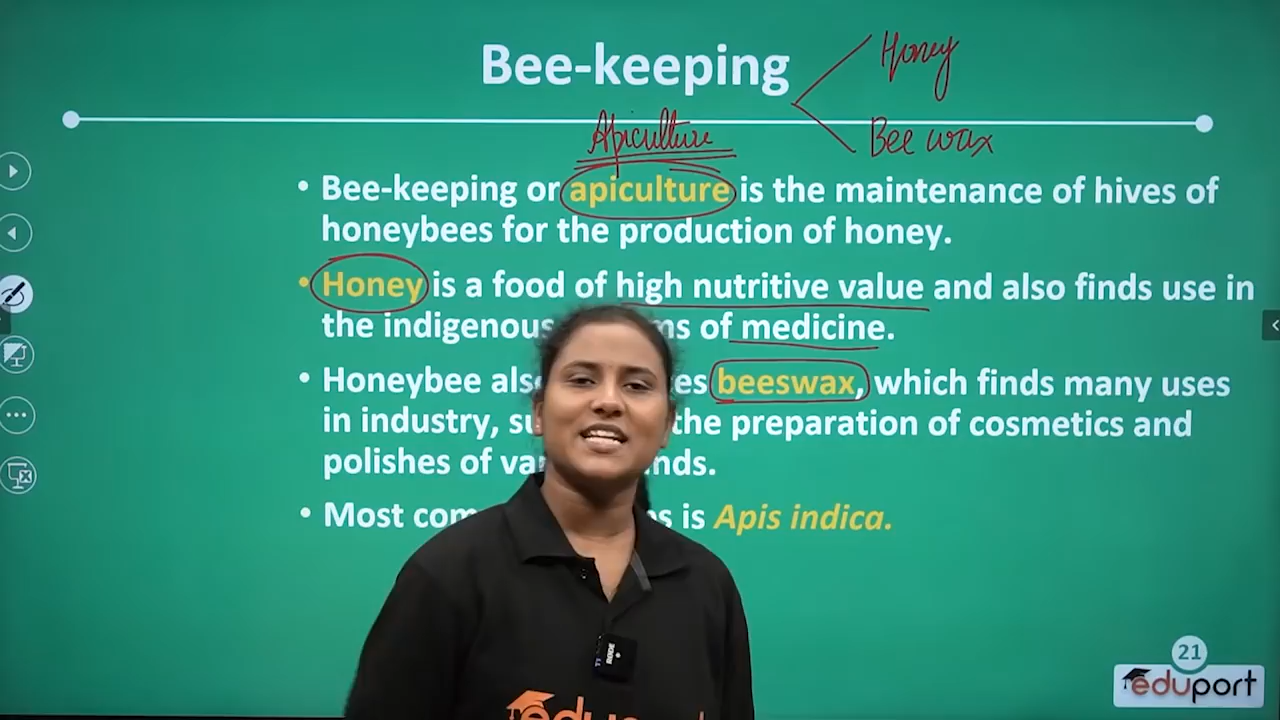 Bee-keeping
Honey
Bee wax
Apiculture
• Bee-keeping or apiculture is the maintenance of hives of
honeybees for the production of honey.
• Honey is a food of high nutritive value and also finds use in
the indigenous ms of medicine.
• Honeybee als es beeswax, which finds many uses
in industry, su the preparation of cosmetics and
polishes of va nds.
• Most com s is Apis indica.
RODE
21
eduport